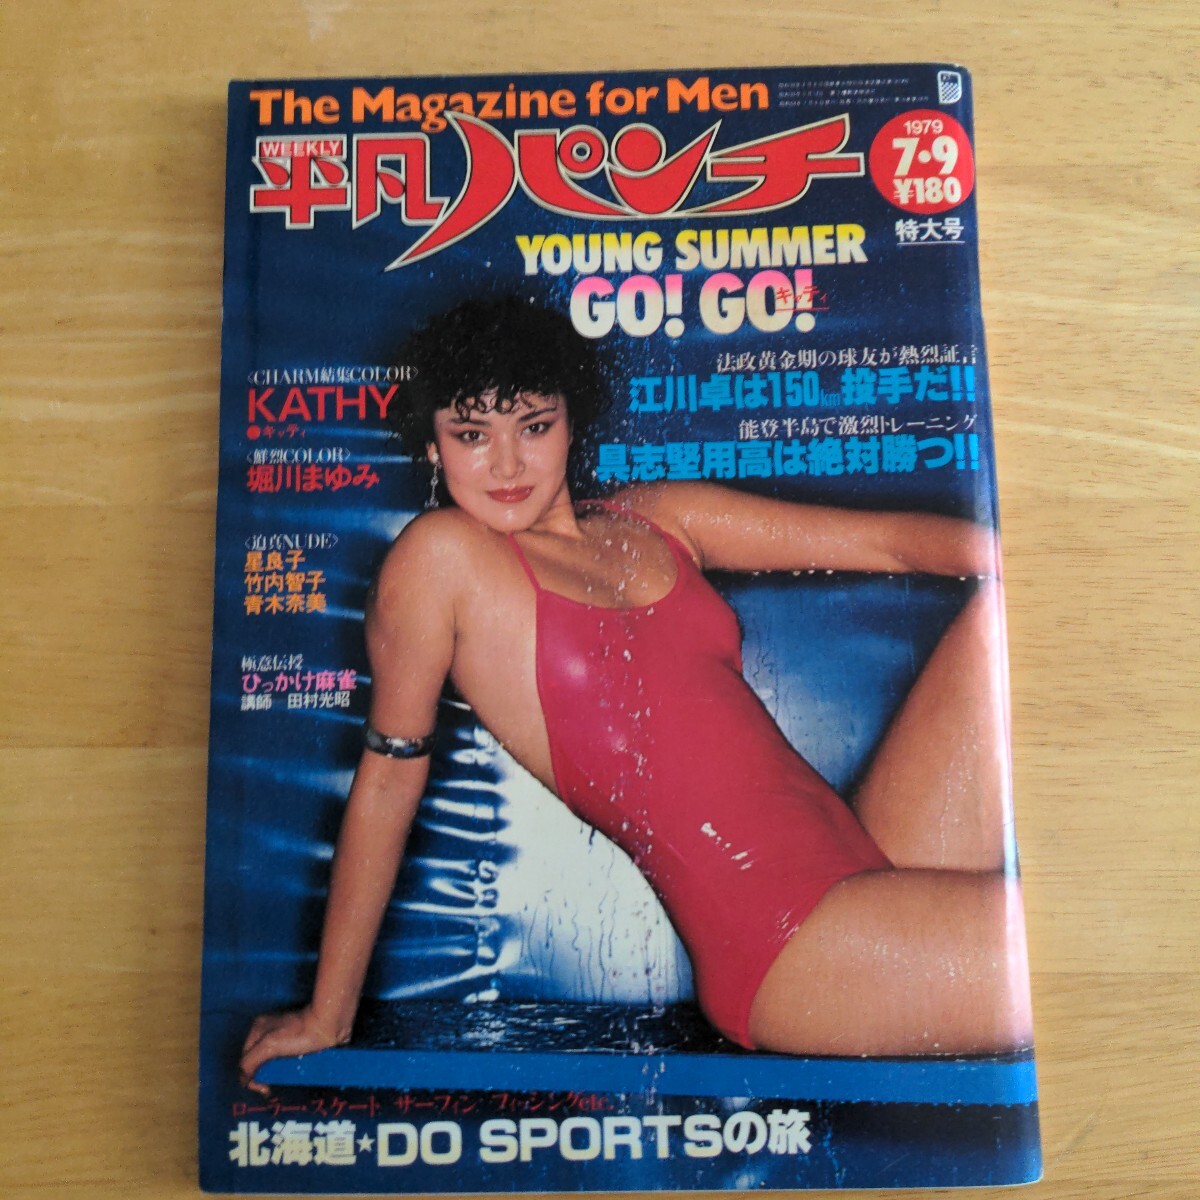 The Magazine for Men
WEEKLY
平凡パンチ
1979
7・9
¥180
特大号
YOUNG SUMMER
GO! GO!
キャティ
法政黄金期の球友が熱烈証言
江川卓は150km投手だ!!
能登半島で激烈トレーニング
具志堅用高は絶対勝つ!!
〈CHARM結集COLOR〉
KATHY
●キャティ
〈鮮烈COLOR〉
堀川まゆみ
〈迫真NUDE〉
星良子
竹内智子
青木奈美
極意伝授
ひっかけ麻雀
講師 田村光昭
ローラー・スケート サーフィン フィッシングetc.
北海道★DO SPORTSの旅